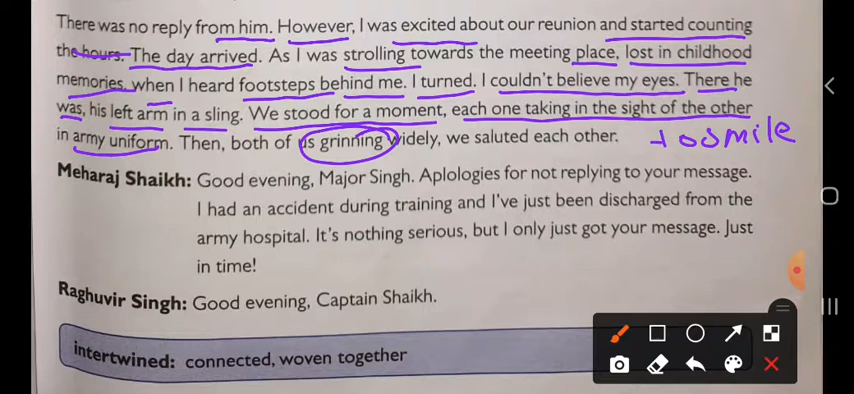 There was no reply from him. However, I was excited about our reunion and started counting
the hours. The day arrived. As I was strolling towards the meeting place, lost in childhood
memories, when I heard footsteps behind me. I turned. I couldn't believe my eyes. There he
was, his left arm in a sling. We stood for a moment, each one taking in the sight of the other
in army uniform. Then, both of us grinning widely, we saluted each other.
to smile
Meharaj Shaikh: Good evening, Major Singh. Aplologies for not replying to your message.
I had an accident during training and I've just been discharged from the
army hospital. It's nothing serious, but I only just got your message. Just
in time!
Raghuvir Singh: Good evening, Captain Shaikh.
intertwined: connected, woven together